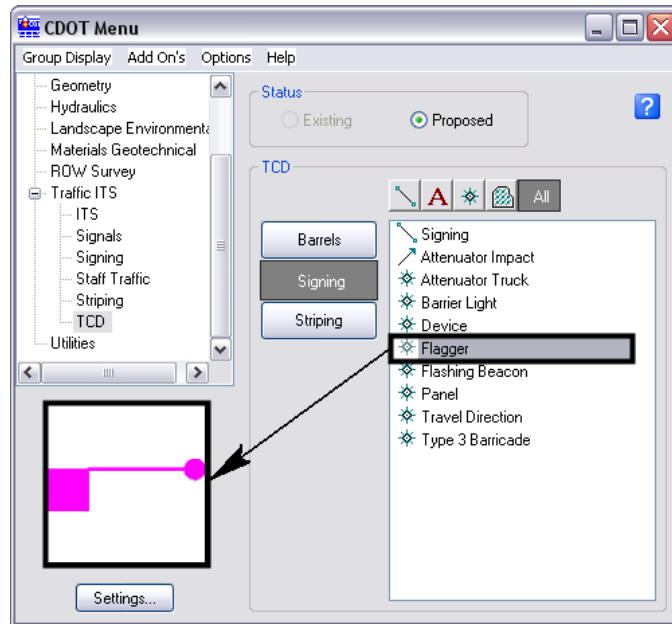 CDOT Menu
Group Display Add On's Options Help
Geometry
Hydraulics
Landscape Environment
Materials Geotechnical
ROW Survey
Traffic ITS
ITS
Signals
Signing
Staff Traffic
Striping
TCD
Utilities
Settings...
Status
Existing
Proposed
?
TCD
A
All
Barrels
Signing
Striping
Signing
Attenuator Impact
Attenuator Truck
Barrier Light
Device
Flagger
Flashing Beacon
Panel
Travel Direction
Type 3 Barricade